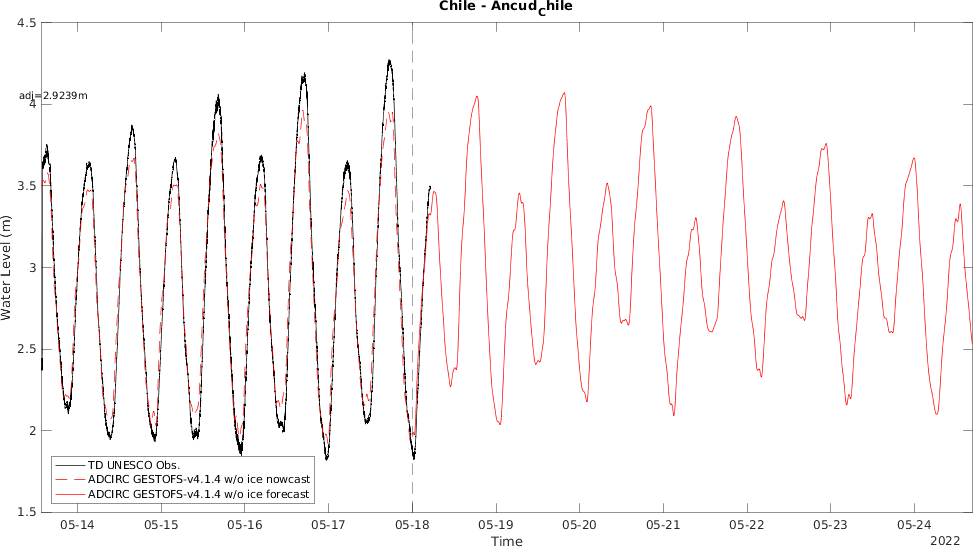 Chile - Ancud_Chile
4.5
adj=2.9239m
4
3.5
3
2.5
2
1.5
Water Level (m)
TD UNESCO Obs.
ADCIRC GESTOFS-v4.1.4 w/o ice nowcast
ADCIRC GESTOFS-v4.1.4 w/o ice forecast
05-14 05-15 05-16 05-17 05-18 05-19 05-20 05-21 05-22 05-23 05-24
Time
2022